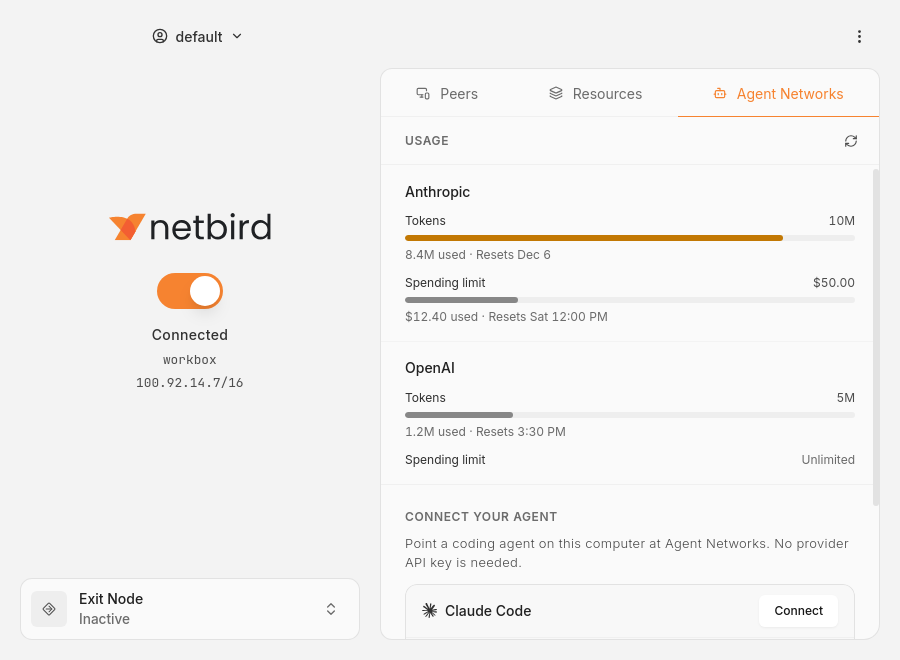 default
netbird
Connected
workbox
100.92.14.7/16
Exit Node
Inactive
Peers
Resources
Agent Networks
USAGE
Anthropic
Tokens 10M
8.4M used · Resets Dec 6
Spending limit $50.00
$12.40 used · Resets Sat 12:00 PM
OpenAI
Tokens 5M
1.2M used · Resets 3:30 PM
Spending limit Unlimited
CONNECT YOUR AGENT
Point a coding agent on this computer at Agent Networks. No provider
API key is needed.
Claude Code Connect